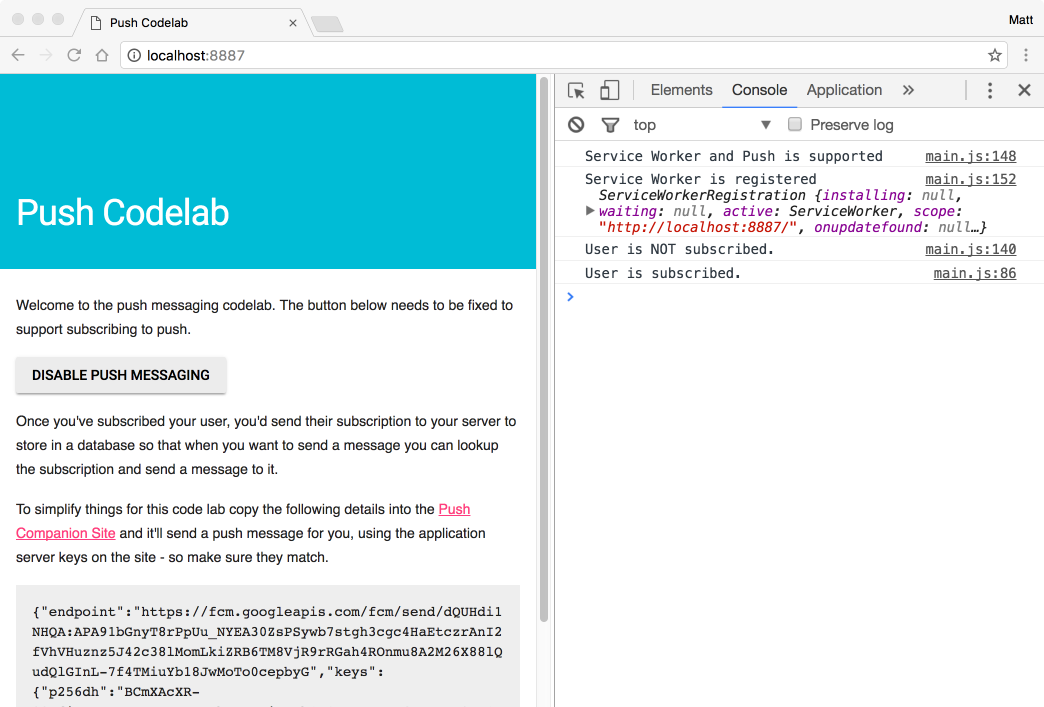 Push Codelab
Matt
localhost:8887
Elements Console Application
top Preserve log
Push Codelab
Welcome to the push messaging codelab. The button below needs to be fixed to
support subscribing to push.
DISABLE PUSH MESSAGING
Once you've subscribed your user, you'd send their subscription to your server to
store in a database so that when you want to send a message you can lookup
the subscription and send a message to it.
To simplify things for this code lab copy the following details into the Push
Companion Site and it'll send a push message for you, using the application
server keys on the site - so make sure they match.
{"endpoint":"https://fcm.googleapis.com/fcm/send/dQUHdi1
NHQA:APA91bGnyT8rPpUu_NYEA30ZsPSywb7stgh3cgc4HaEtczrAnI2
fVhVHuznz5J42c38lMomLkiZRB6TM8VjR9rRGah4ROnmu8A2M26X88lQ
udQlGInL-7f4TMiuYb18JwMoTo0cepbyG","keys":
{"p256dh":"BCmXAcXR-
Service Worker and Push is supported main.js:148
Service Worker is registered main.js:152
ServiceWorkerRegistration {installing: null,
waiting: null, active: ServiceWorker, scope:
"http://localhost:8887/", onupdatefound: null…}
User is NOT subscribed. main.js:140
User is subscribed. main.js:86